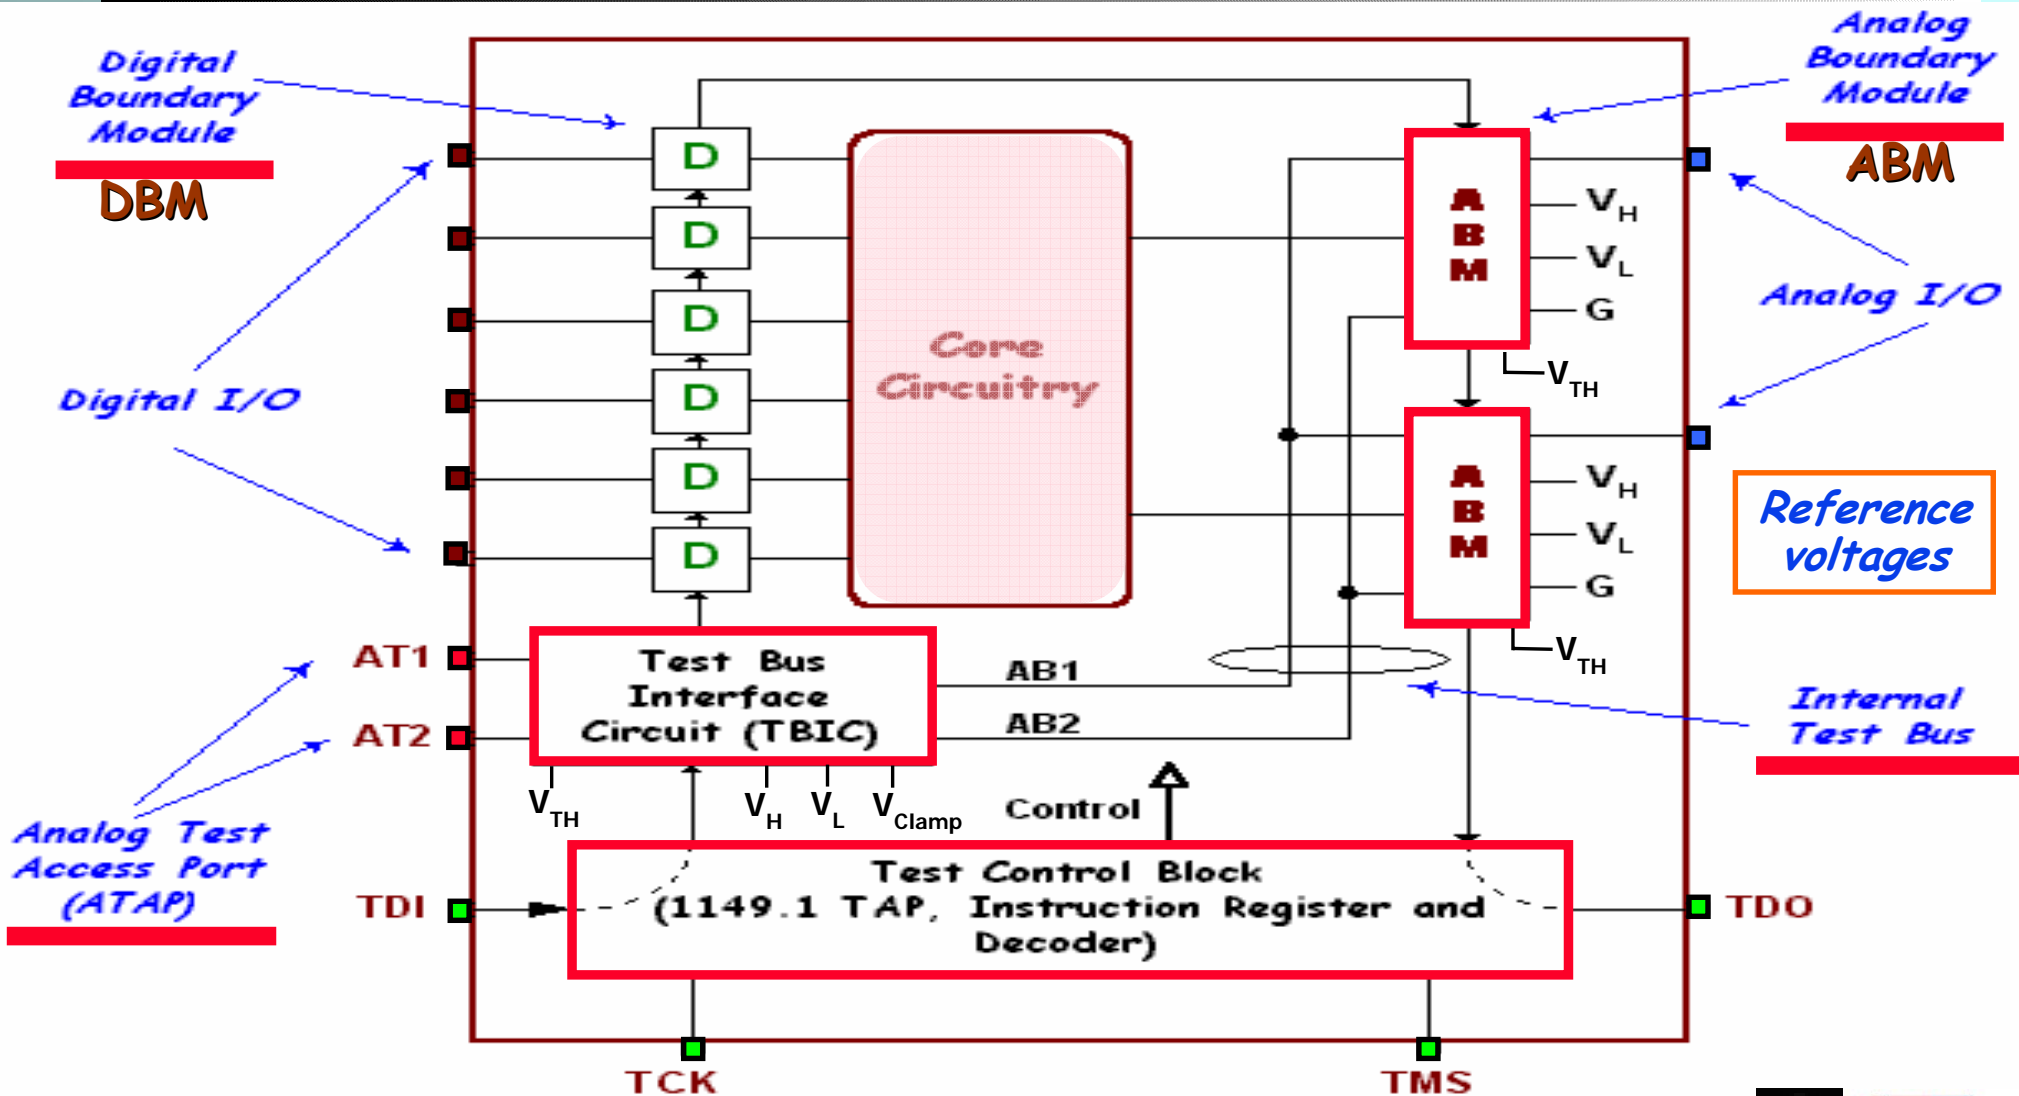 Digital
Boundary
Module
DBM
Digital I/O
D
D
D
D
D
D
Core
Circuitry
Analog
Boundary
Module
ABM
A
B
M
VH
VL
G
VTH
Analog I/O
A
B
M
VH
VL
G
VTH
Reference
voltages
AT1
AT2
Test Bus
Interface
Circuit (TBIC)
AB1
AB2
VTH
VH
VL
VClamp
Control
Internal
Test Bus
Analog Test
Access Port
(ATAP)
TDI
Test Control Block
(1149.1 TAP, Instruction Register and
Decoder)
TDO
TCK
TMS